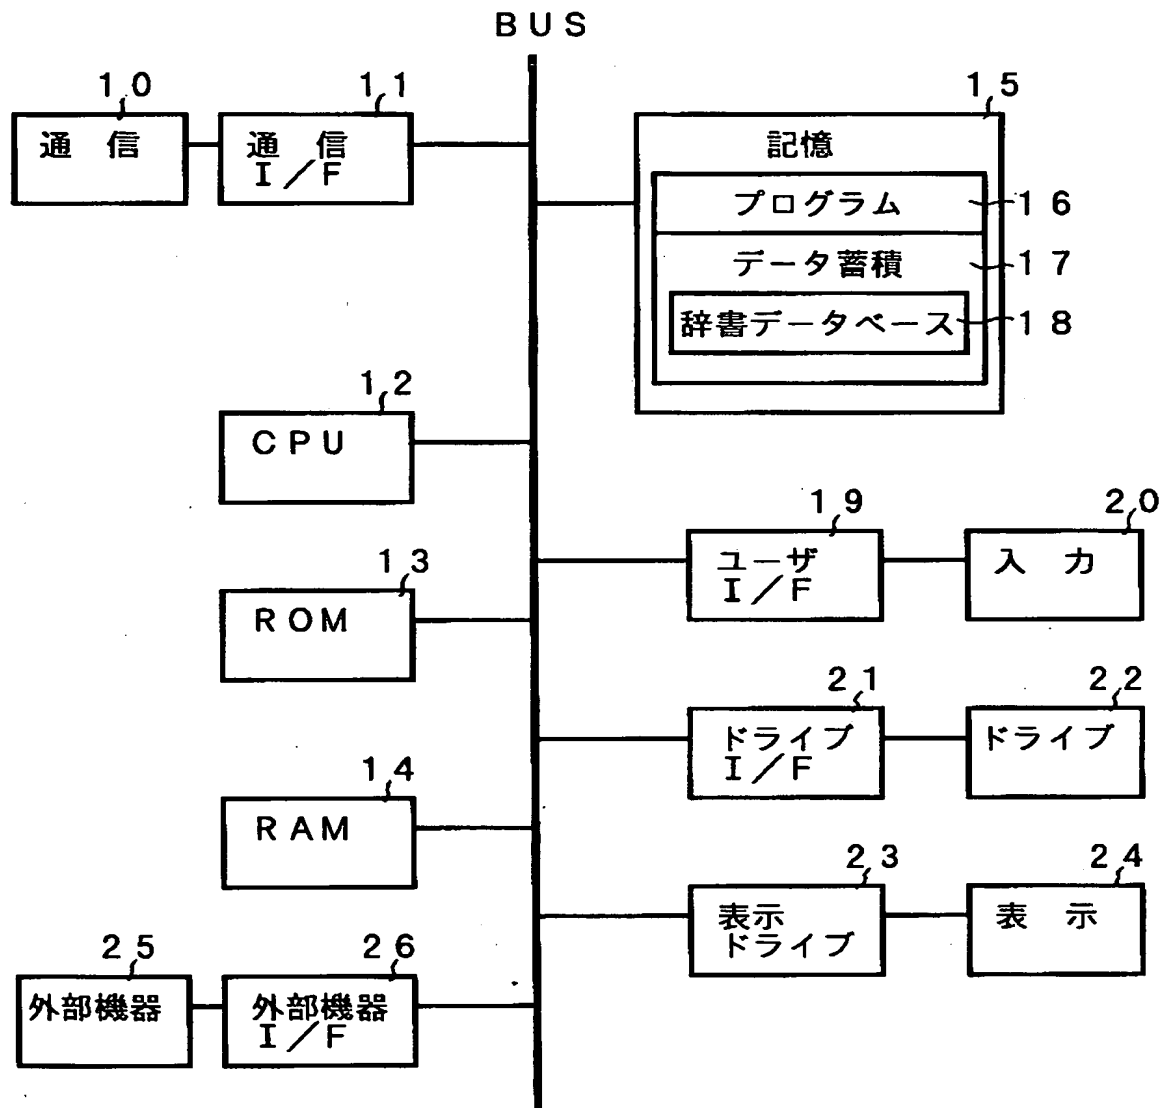 BUS
10
通信
11
通信
I/F
15
記憶
プログラム
16
データ蓄積
17
辞書データベース
18
12
CPU
19
ユーザ
I/F
20
入力
13
ROM
21
ドライブ
I/F
22
ドライブ
14
RAM
23
表示
ドライブ
24
表示
25
外部機器
26
外部機器
I/F